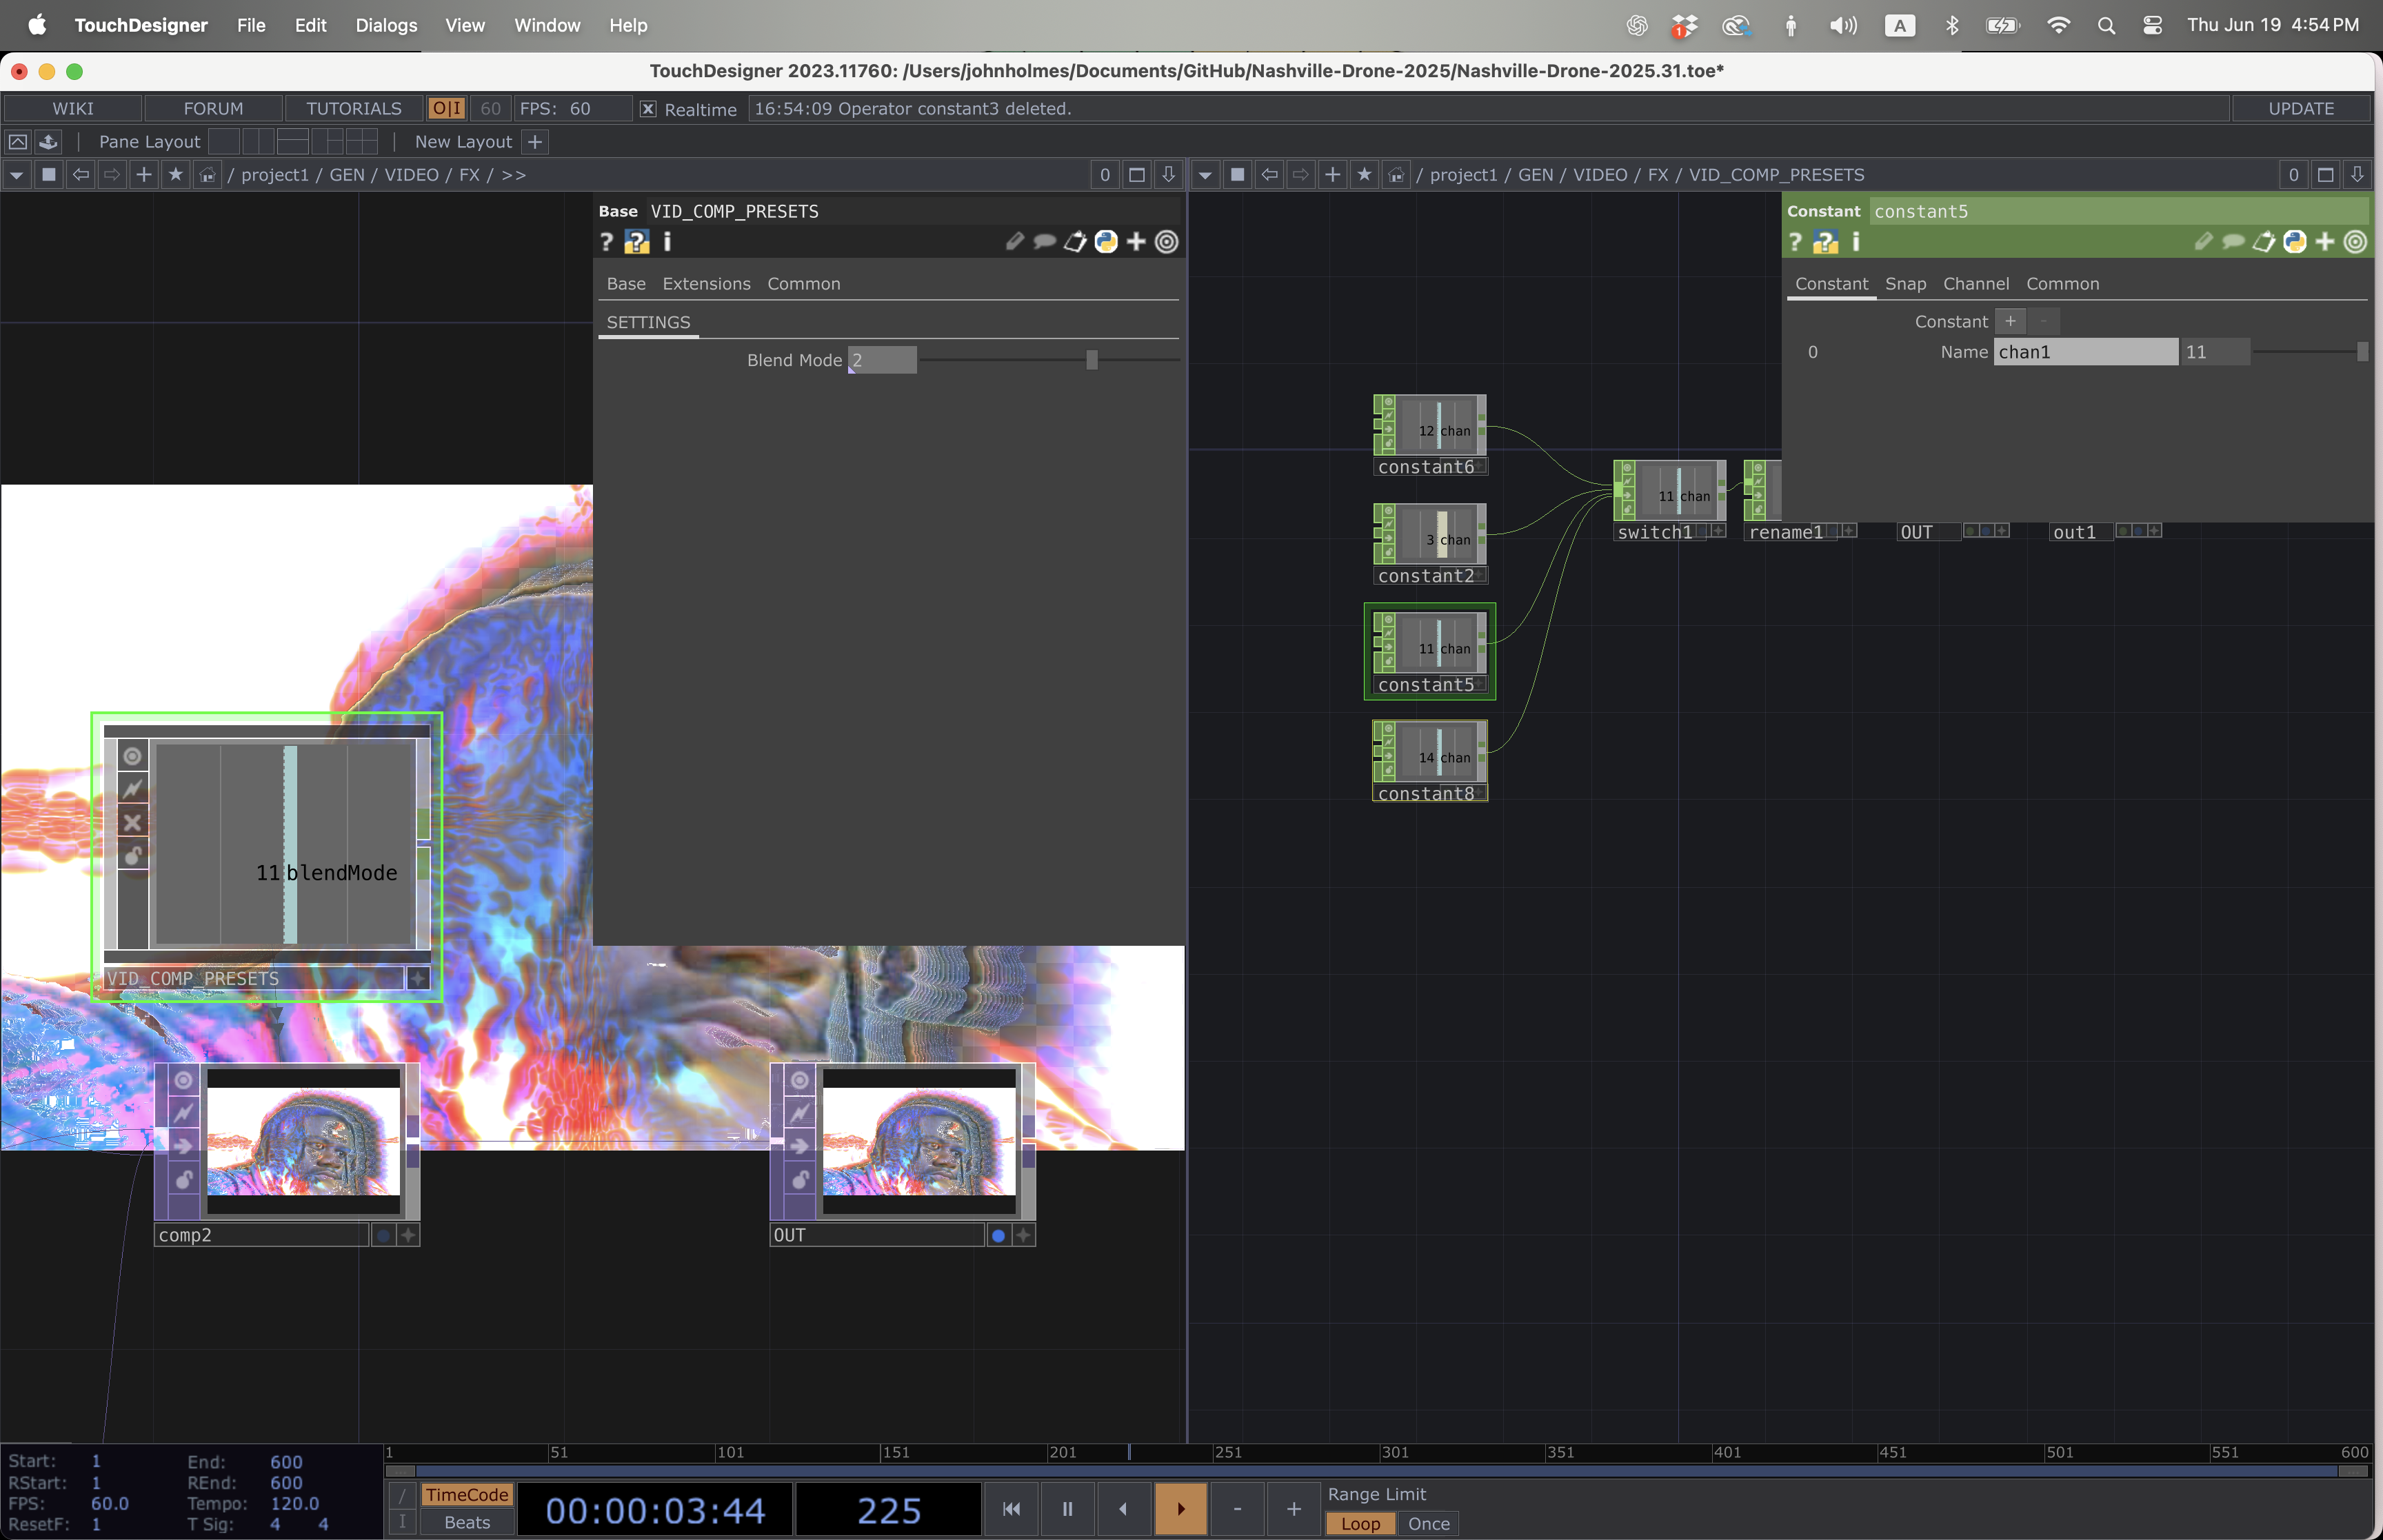 TouchDesigner File Edit Dialogs View Window Help
1 A Thu Jun 19 4:54 PM
TouchDesigner 2023.11760: /Users/johnholmes/Documents/GitHub/Nashville-Drone-2025/Nashville-Drone-2025.31.toe*
WIKI FORUM TUTORIALS O|I 60 FPS: 60 X Realtime 16:54:09 Operator constant3 deleted. UPDATE
Pane Layout New Layout +
/ project1 / GEN / VIDEO / FX / >> 0
/ project1 / GEN / VIDEO / FX / VID_COMP_PRESETS 0
Base VID_COMP_PRESETS
? ? i
Base Extensions Common
SETTINGS
Blend Mode 2
Constant constant5
? ? i
Constant Snap Channel Common
Constant + -
0 Name chan1 11
12 chan
constant6
3 chan
constant2
11 chan
constant5
14 chan
constant8
11 chan
switch1
rename1
OUT
out1
11 blendMode
VID_COMP_PRESETS
comp2
OUT
1 51 101 151 201 251 301 351 401 451 501 551 600
Start: 1 End: 600
RStart: 1 REnd: 600
FPS: 60.0 Tempo: 120.0
ResetF: 1 T Sig: 4 4
/ TimeCode
I Beats
00:00:03:44 225
- +
Range Limit
Loop Once